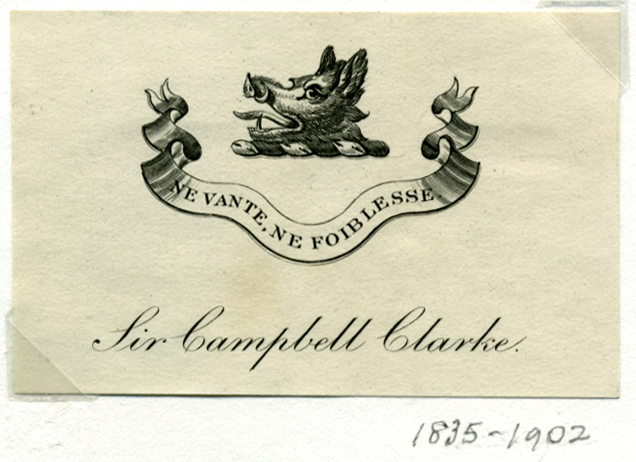 NE VANTE, NE FOIBLESSE.
Sir Campbell Clarke.
1835-1902